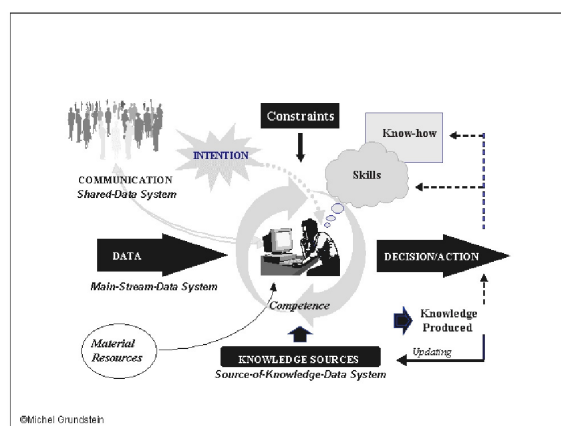 Constraints
Know-how
INTENTION
Skills
COMMUNICATION
Shared-Data System
DATA
DECISION/ACTION
Main-Stream-Data System
Competence
Knowledge
Produced
Material
Resources
KNOWLEDGE SOURCES
Updating
Source-of-Knowledge-Data System
©Michel Grundstein